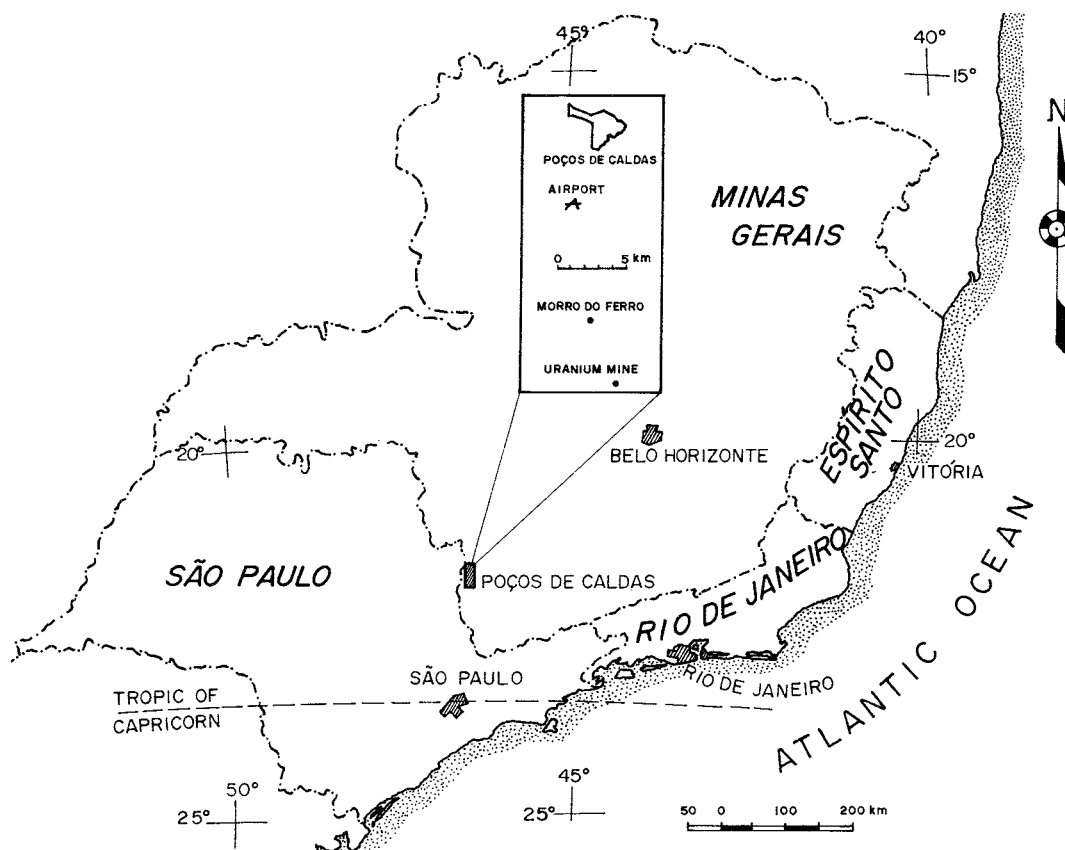 45°
40°
15°
N
POÇOS DE CALDAS
AIRPORT
0 5 km
MORRO DO FERRO
URANIUM MINE
MINAS
GERAIS
ESPÍRITO
SANTO
20°
20°
BELO HORIZONTE
VITÓRIA
SÃO PAULO
POÇOS DE CALDAS
RIO DE JANEIRO
SÃO PAULO
RIO DE JANEIRO
TROPIC OF
CAPRICORN
ATLANTIC OCEAN
50°
25°
45°
25°
50 0 100 200 km